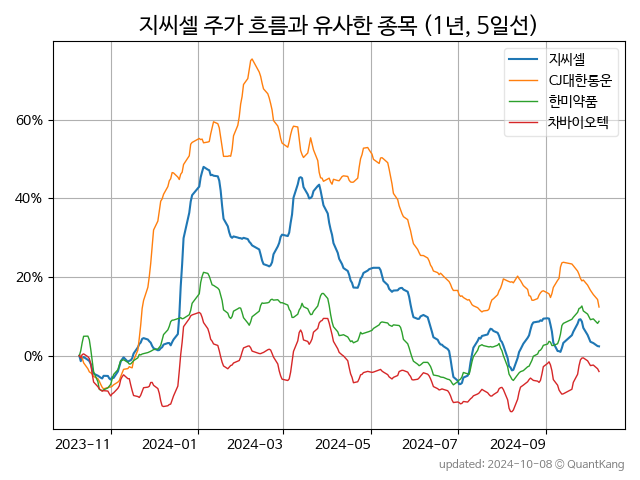 지씨셀 주가 흐름과 유사한 종목 (1년, 5일선)
지씨셀
CJ대한통운
한미약품
차바이오텍
60%
40%
20%
0%
2023-11 2024-01 2024-03 2024-05 2024-07 2024-09
updated: 2024-10-08 © QuantKang